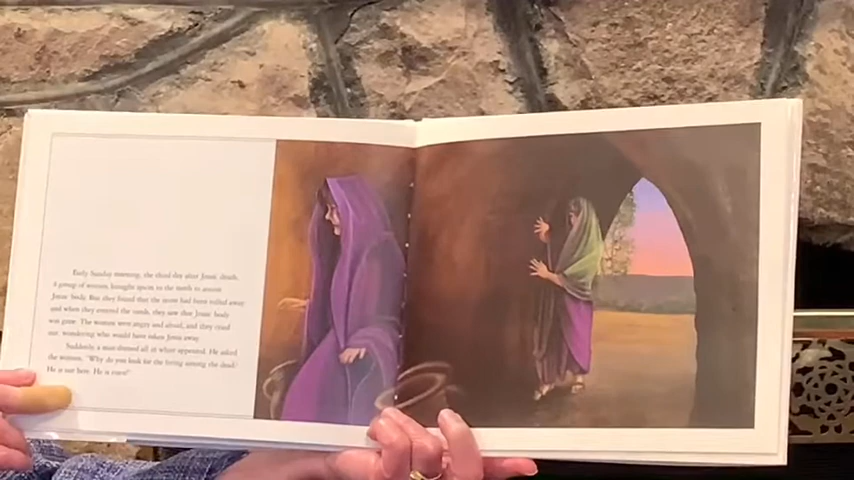 Early Sunday morning, the third day after Jesus' death,
a group of women brought spices to the tomb to anoint
Jesus' body. But they found that the stone had been rolled away
and when they entered the tomb, they saw that Jesus' body
was gone. The women were angry and afraid, and they cried
out, wondering who would have taken Jesus away.
Suddenly a man dressed all in white appeared. He asked
the women, "Why do you look for the living among the dead?
He is not here. He is risen!"